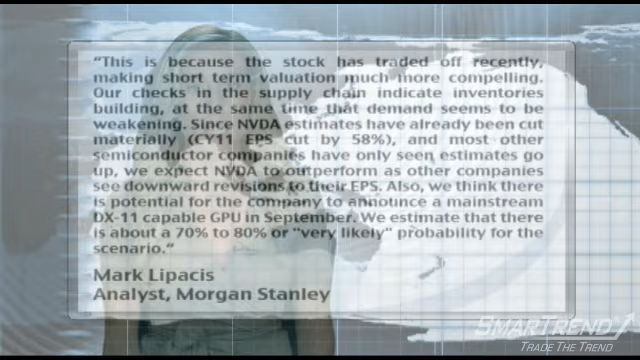 “This is because the stock has traded off recently,
making short term valuation much more compelling.
Our checks in the supply chain indicate inventories
building, at the same time that demand seems to be
weakening. Since NVDA estimates have already been cut
materially (CY11 EPS cut by 58%), and most other
semiconductor companies have only seen estimates go
up, we expect NVDA to outperform as other companies
see downward revisions to their EPS. Also, we think there
is potential for the company to announce a mainstream
DX-11 capable GPU in September. We estimate that there
is about a 70% to 80% or "very likely" probability for the
scenario.“
Mark Lipacis
Analyst, Morgan Stanley
SMARTREND
TRADE THE TREND